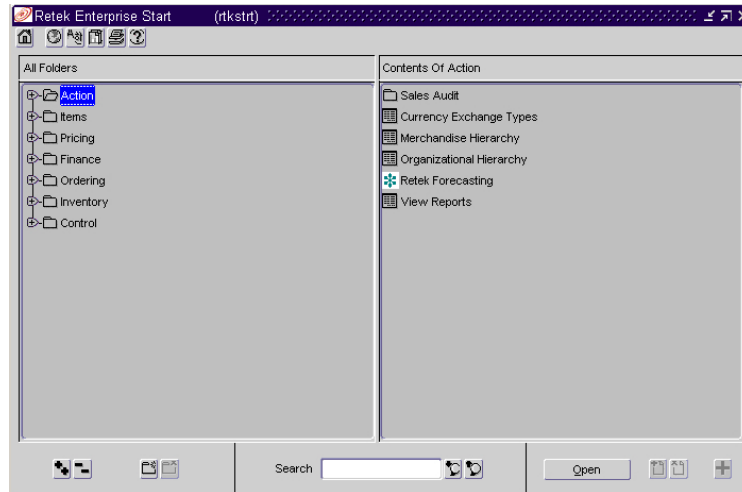 Retek Enterprise Start (rtkstrt)
All Folders
Action
Items
Pricing
Finance
Ordering
Inventory
Control
Contents Of Action
Sales Audit
Currency Exchange Types
Merchandise Hierarchy
Organizational Hierarchy
Retek Forecasting
View Reports
Search
Open